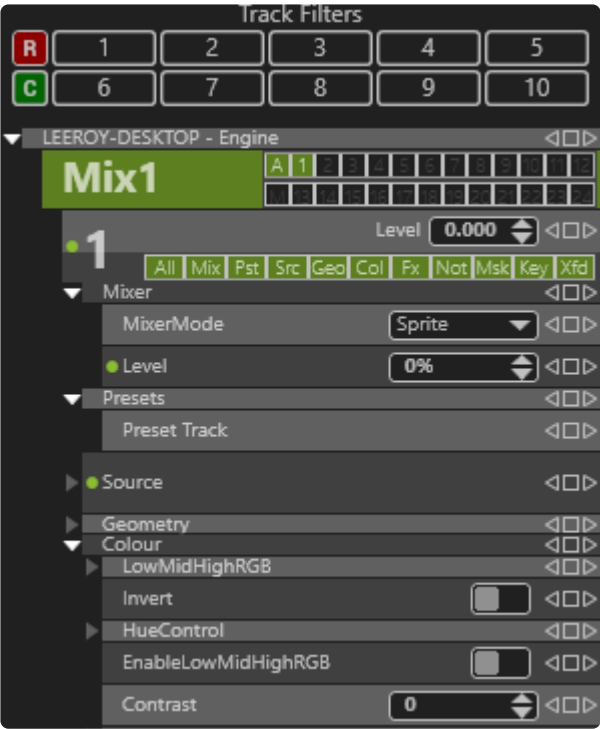 Track Filters
R 1 2 3 4 5
C 6 7 8 9 10
LEEROY-DESKTOP - Engine
Mix1
A 1 2 3 4 5 6 7 8 9 10 11 12
13 14 15 16 17 18 19 20 21 22 23 24
1
Level 0.000
All Mix Pst Src Geo Col Fx Not Msk Key Xfd
Mixer
MixerMode Sprite
Level 0%
Presets
Preset Track
Source
Geometry
Colour
LowMidHighRGB
Invert
HueControl
EnableLowMidHighRGB
Contrast 0